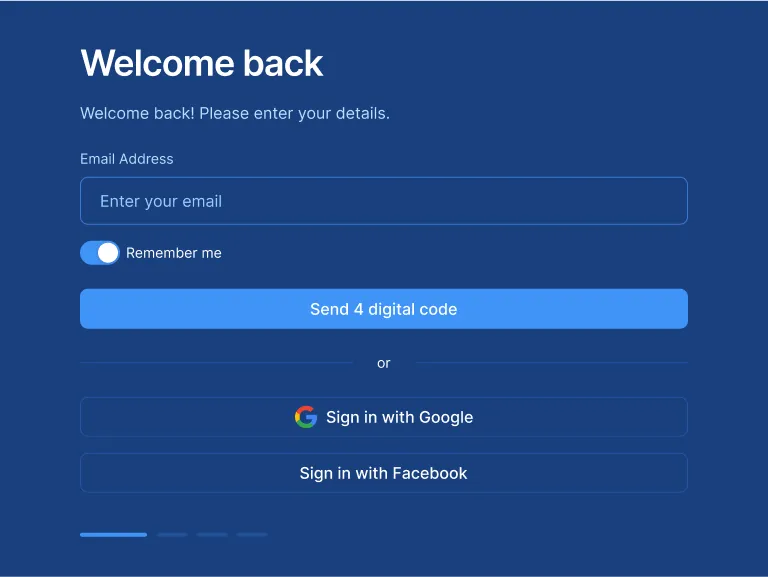 Welcome back
Welcome back! Please enter your details.
Email Address
Enter your email
Remember me
Send 4 digital code
or
Sign in with Google
Sign in with Facebook